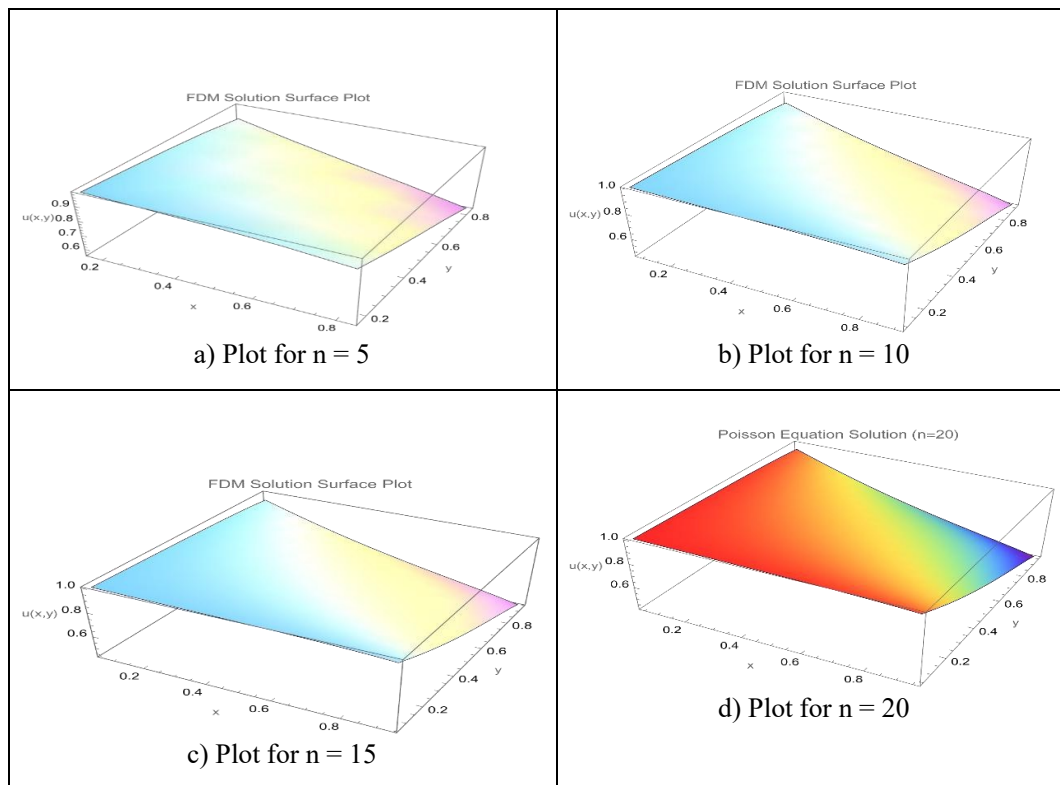 FDM Solution Surface Plot
0.9
u(x,y)0.8
0.7
0.6
0.2
0.4
x
0.6
0.8
0.2
0.4
y
0.6
0.8
a) Plot for n = 5
FDM Solution Surface Plot
1.0
0.8
u(x,y)
0.6
0.2
0.4
x
0.6
0.8
0.2
0.4
y
0.6
0.8
b) Plot for n = 10
FDM Solution Surface Plot
1.0
0.8
u(x,y)
0.6
0.2
0.4
x
0.6
0.8
0.2
0.4
y
0.6
0.8
c) Plot for n = 15
Poisson Equation Solution (n=20)
1.0
0.8
u(x,y)
0.6
0.2
0.4
x
0.6
0.8
0.2
0.4
y
0.6
0.8
d) Plot for n = 20